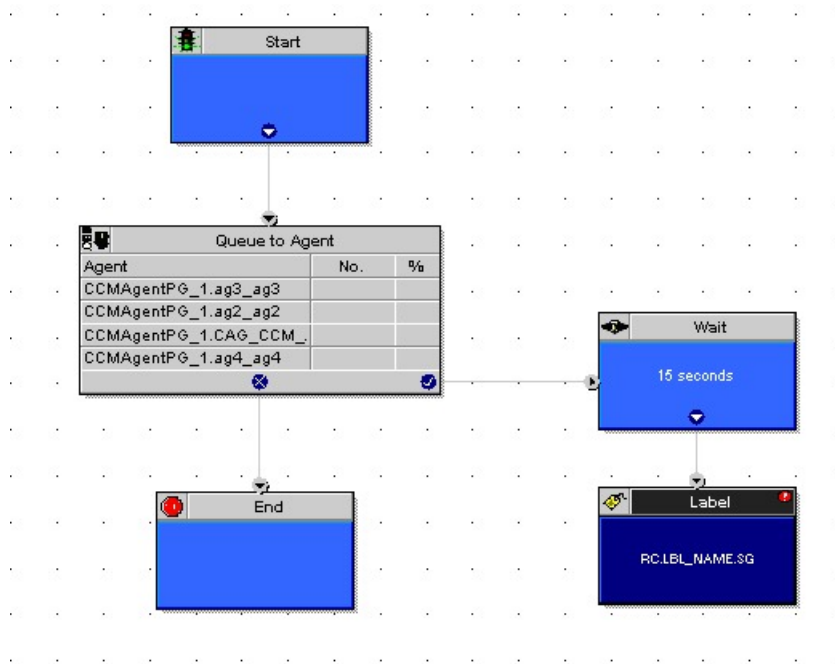 Start
Queue to Agent
Agent No. %
CCMAgentPG_1.ag3_ag3
CCMAgentPG_1.ag2_ag2
CCMAgentPG_1.CAG_CCM_.
CCMAgentPG_1.ag4_ag4
Wait
15 seconds
End
Label
RC.LBL_NAME.SG